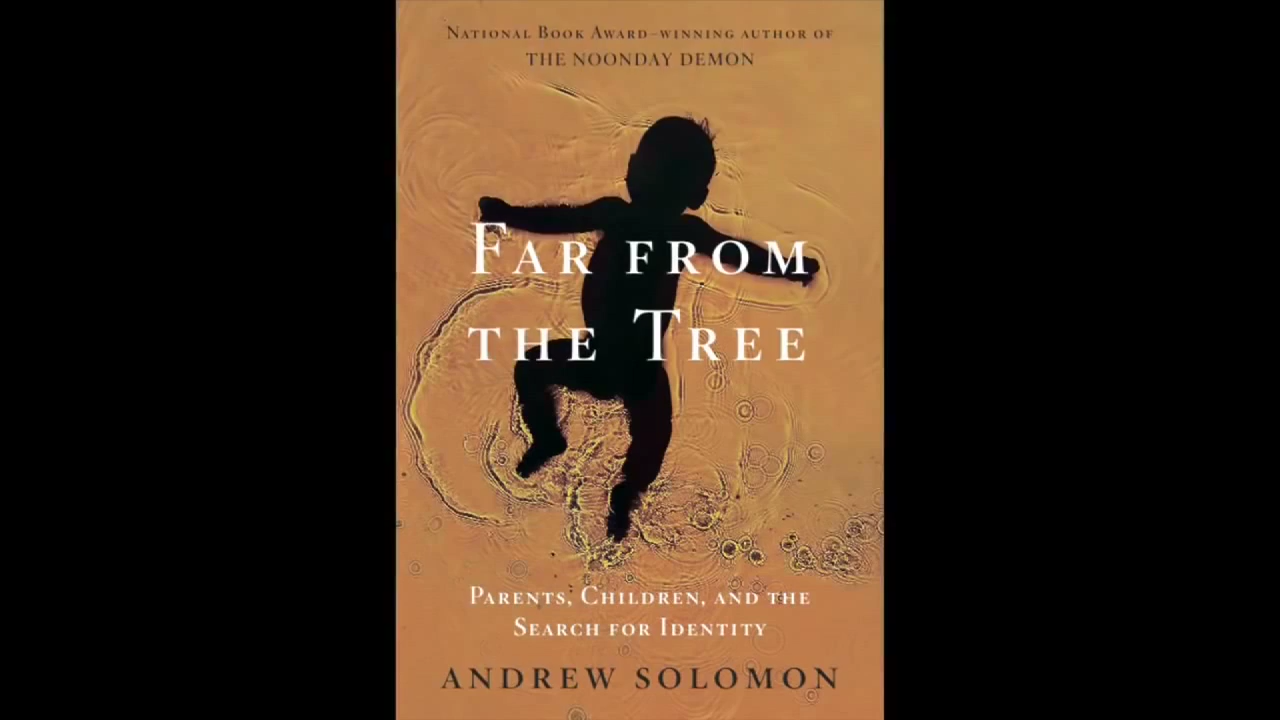 National Book Award–winning author of
THE NOONDAY DEMON
Far from
the Tree
Parents, Children, and the
Search for Identity
ANDREW SOLOMON